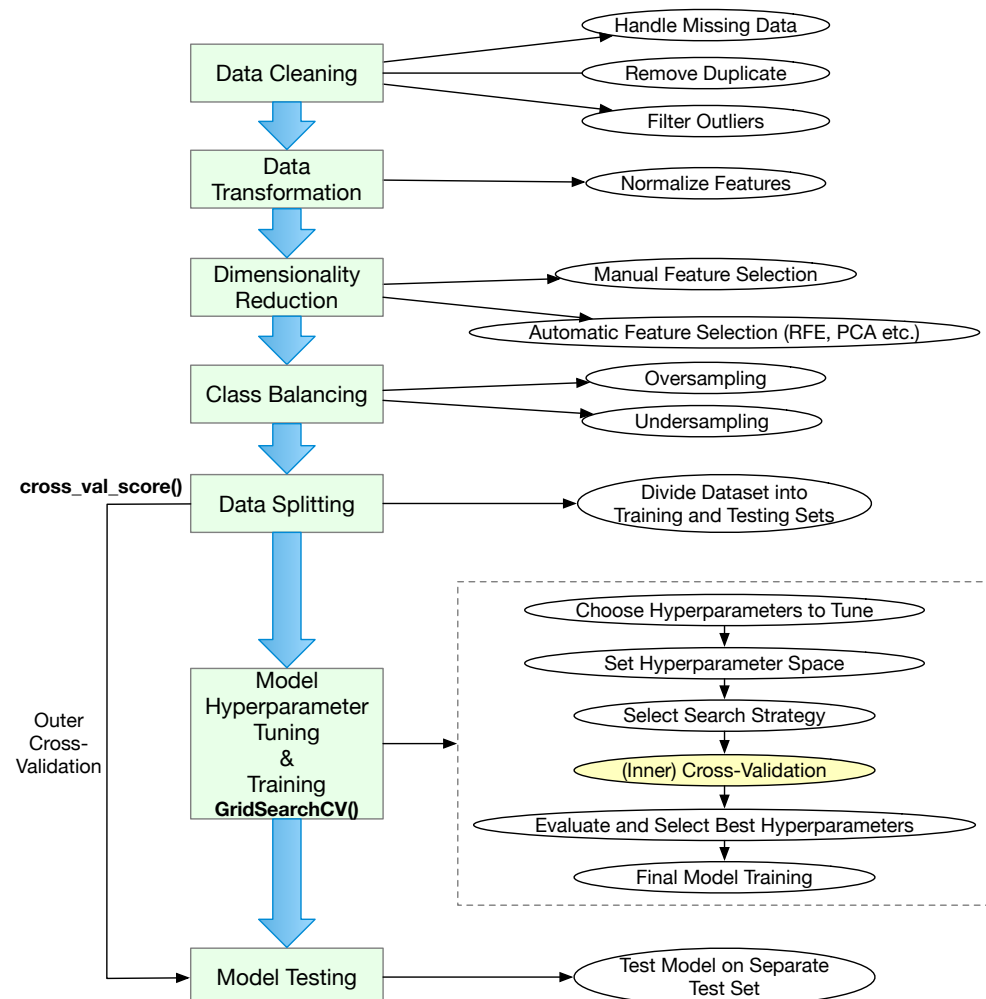 Handle Missing Data
Data Cleaning
Remove Duplicate
Filter Outliers
Data
Transformation
Normalize Features
Dimensionality
Reduction
Manual Feature Selection
Automatic Feature Selection (RFE, PCA etc.)
Class Balancing
Oversampling
Undersampling
cross_val_score()
Data Splitting
Divide Dataset into
Training and Testing Sets
Outer
Cross-
Validation
Model
Hyperparameter
Tuning
&
Training
GridSearchCV()
Choose Hyperparameters to Tune
Set Hyperparameter Space
Select Search Strategy
(Inner) Cross-Validation
Evaluate and Select Best Hyperparameters
Final Model Training
Model Testing
Test Model on Separate
Test Set